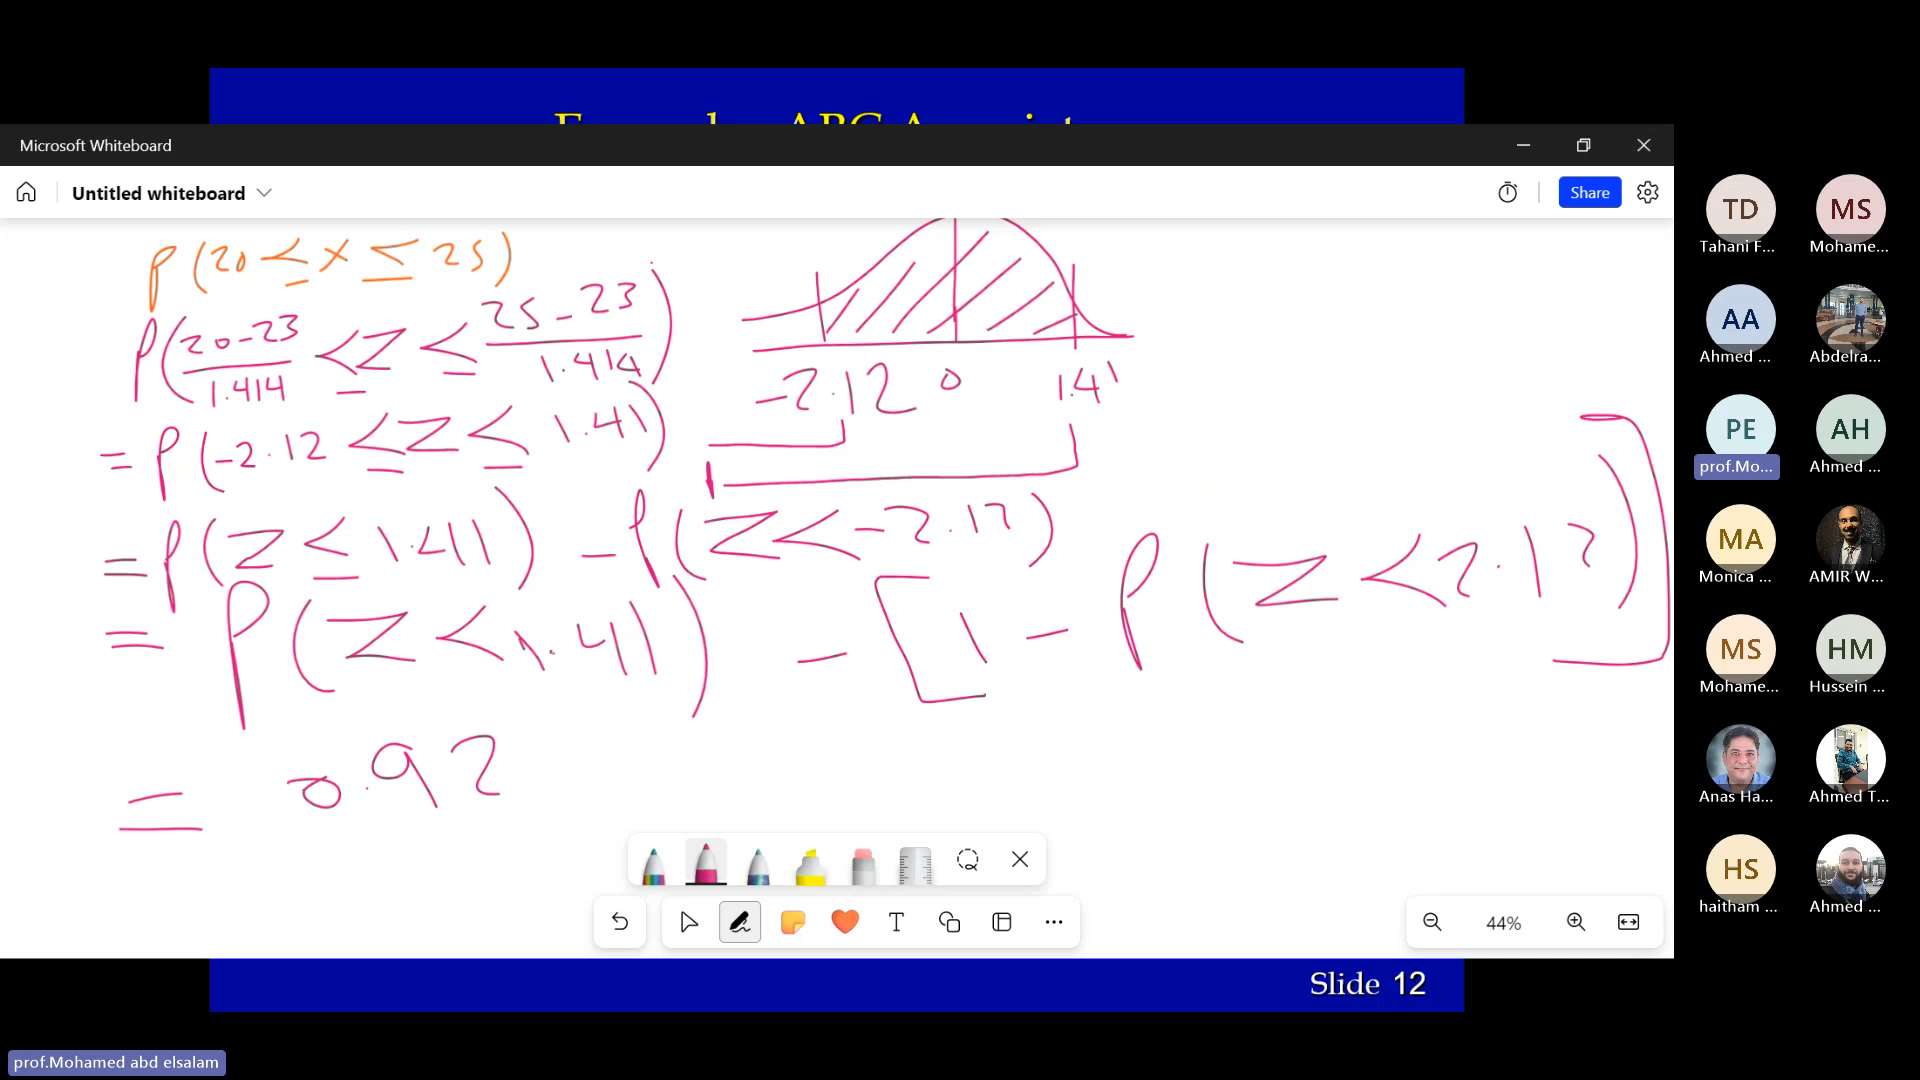 Microsoft Whiteboard
Untitled whiteboard
Share
P(20 ≤ x ≤ 25)
P(20-23/1.414 ≤ Z ≤ 25-23/1.414)
= P(-2.12 ≤ Z ≤ 1.41)
= P(Z ≤ 1.41) - P(Z < -2.12)
= P(Z < 1.41) - [1 - P(Z < 2.12)]
= 0.92
-2.12 0 1.41
44%
Slide 12
TD
Tahani F...
MS
Mohame...
AA
Ahmed ...
Abdelra...
PE
prof.Mo...
AH
Ahmed ...
MA
Monica ...
AMIR W...
MS
Mohame...
HM
Hussein ...
Anas Ha...
Ahmed T...
HS
haitham ...
Ahmed ...
prof.Mohamed abd elsalam